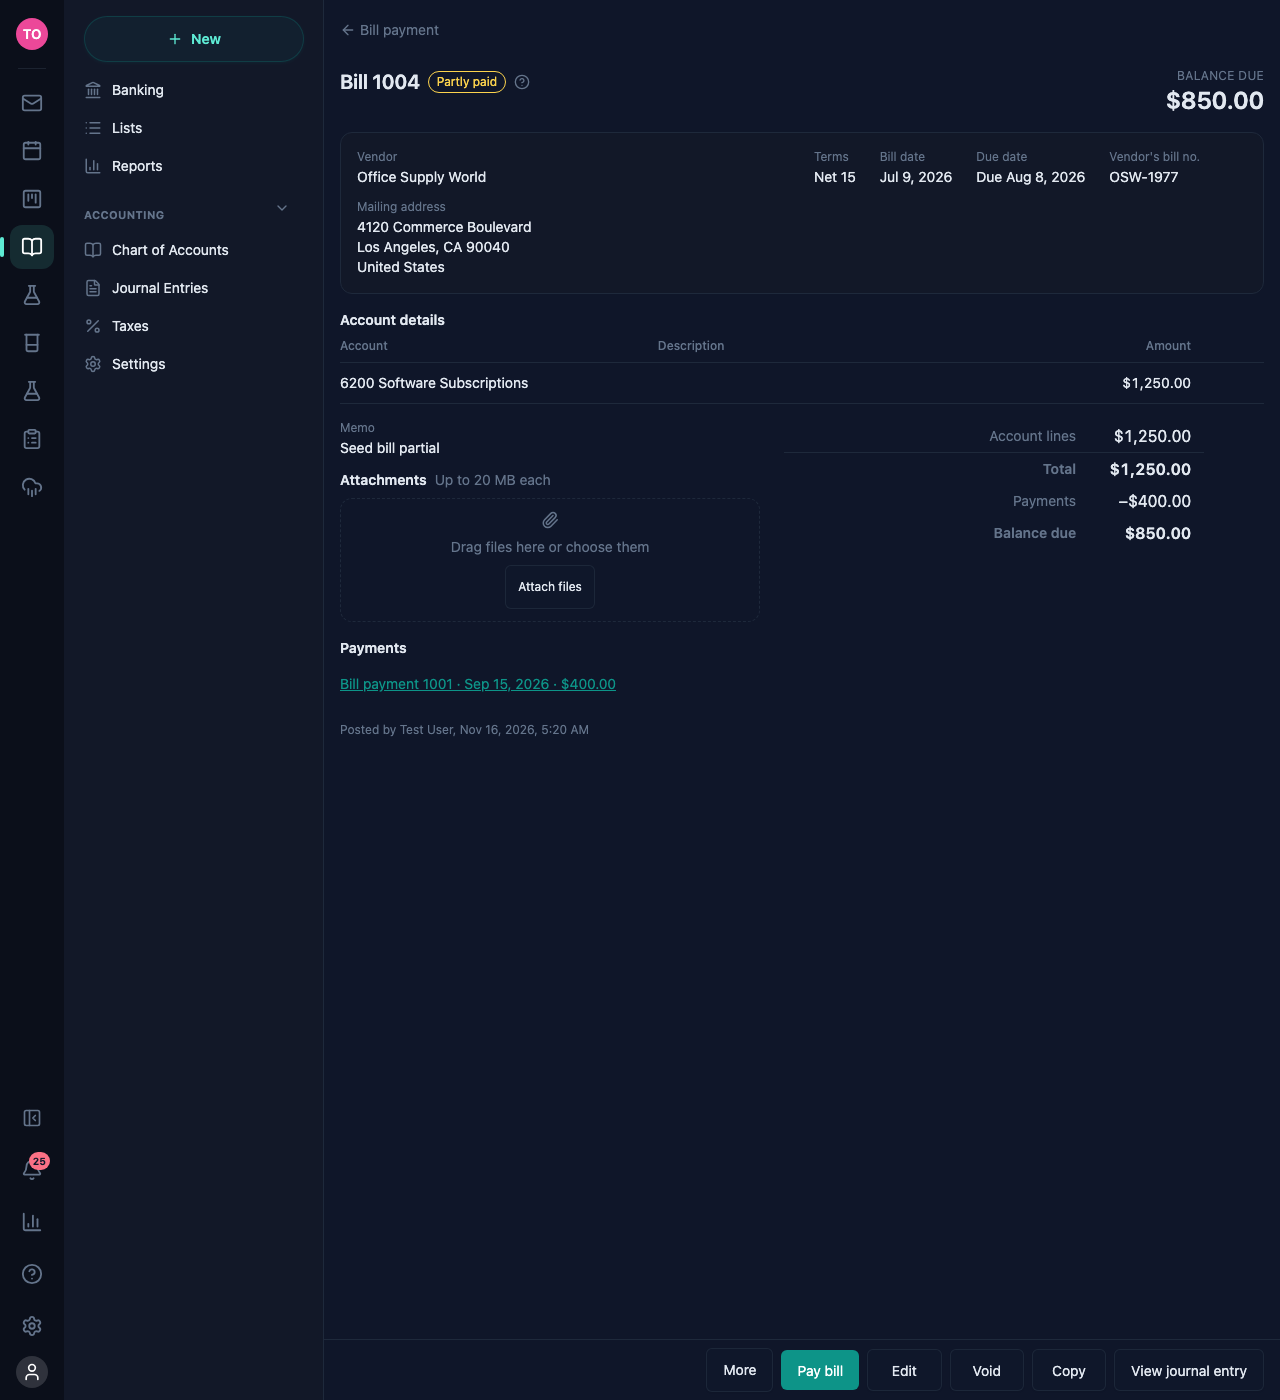 TO
New
Banking
Lists
Reports
ACCOUNTING
Chart of Accounts
Journal Entries
Taxes
Settings
25
Bill payment
Bill 1004 Partly paid
BALANCE DUE
$850.00
Vendor
Office Supply World
Terms
Net 15
Bill date
Jul 9, 2026
Due date
Due Aug 8, 2026
Vendor's bill no.
OSW-1977
Mailing address
4120 Commerce Boulevard
Los Angeles, CA 90040
United States
Account details
Account Description Amount
6200 Software Subscriptions $1,250.00
Memo
Seed bill partial
Account lines $1,250.00
Total $1,250.00
Payments –$400.00
Balance due $850.00
Attachments Up to 20 MB each
Drag files here or choose them
Attach files
Payments
Bill payment 1001 · Sep 15, 2026 · $400.00
Posted by Test User, Nov 16, 2026, 5:20 AM
More Pay bill Edit Void Copy View journal entry